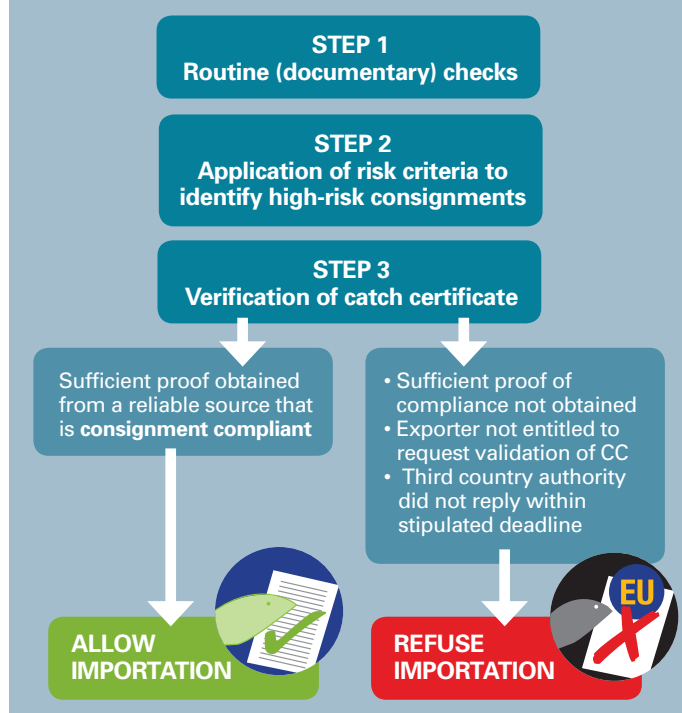 STEP 1
Routine (documentary) checks
STEP 2
Application of risk criteria to
identify high-risk consignments
STEP 3
Verification of catch certificate
Sufficient proof obtained
from a reliable source that
is consignment compliant
• Sufficient proof of
compliance not obtained
• Exporter not entitled to
request validation of CC
• Third country authority
did not reply within
stipulated deadline
ALLOW
IMPORTATION
EU
REFUSE
IMPORTATION